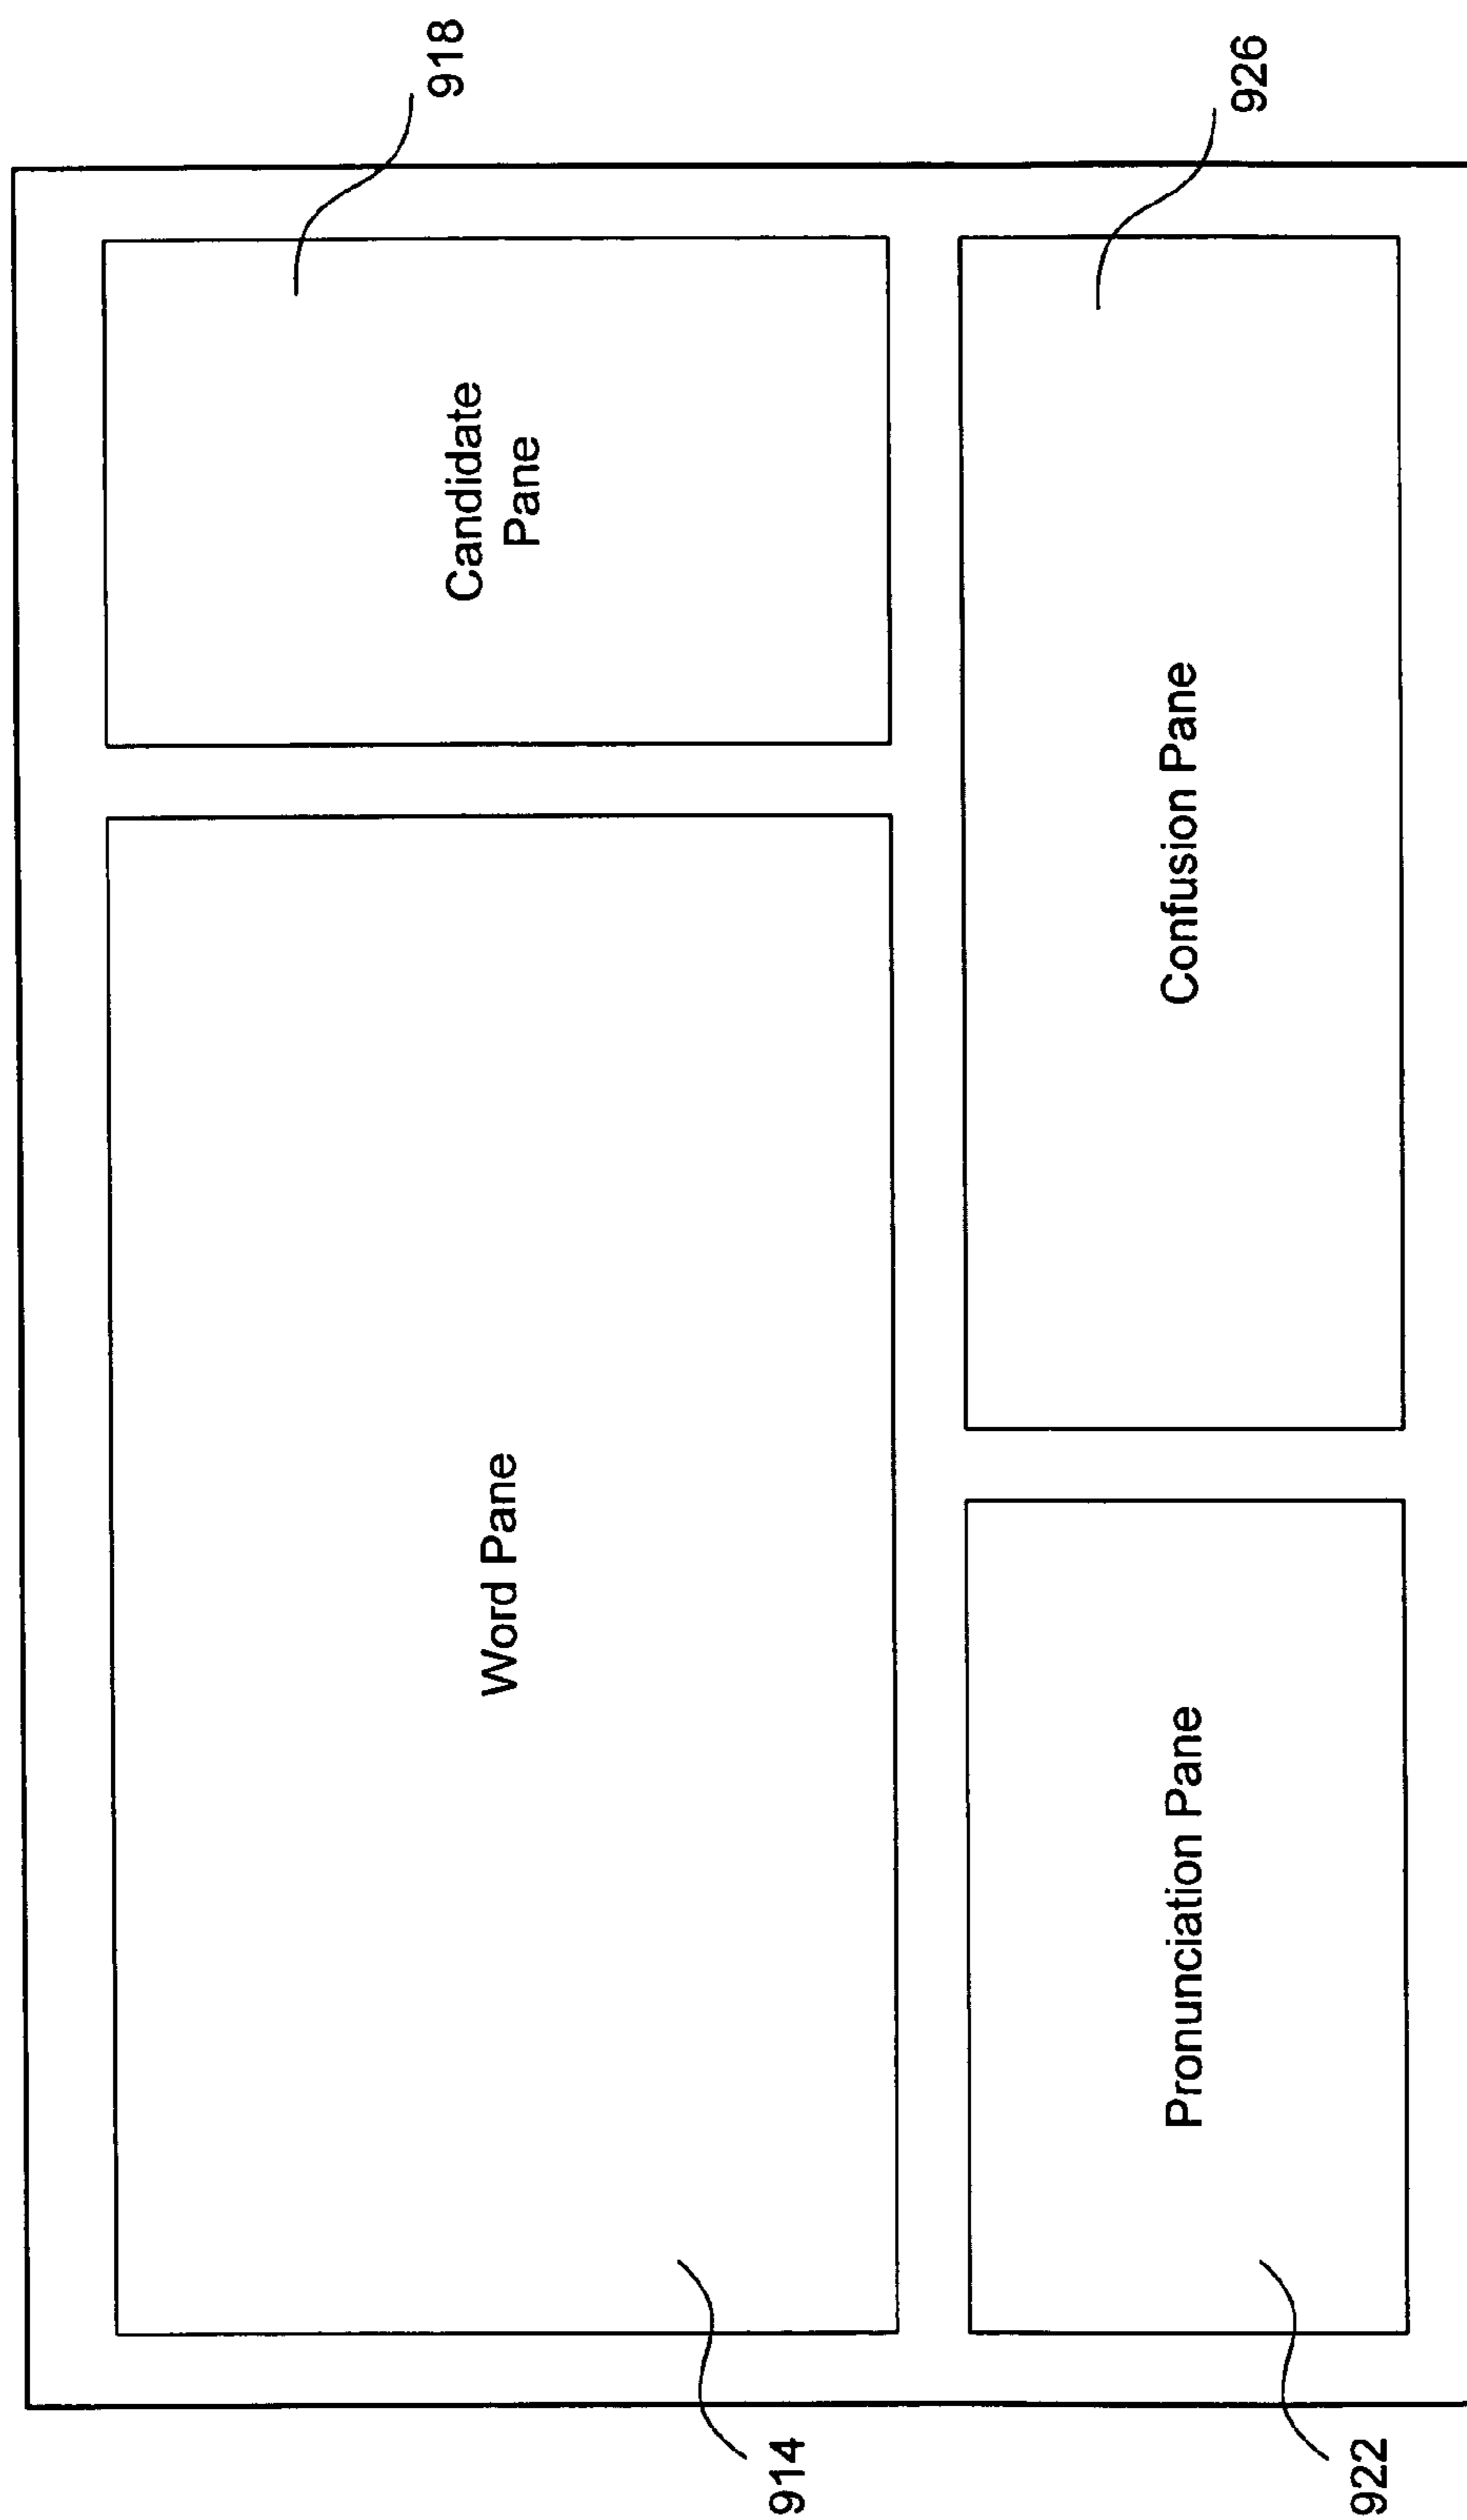 918
Candidate
Pane
Word Pane
914
926
Confusion Pane
Pronunciation Pane
922